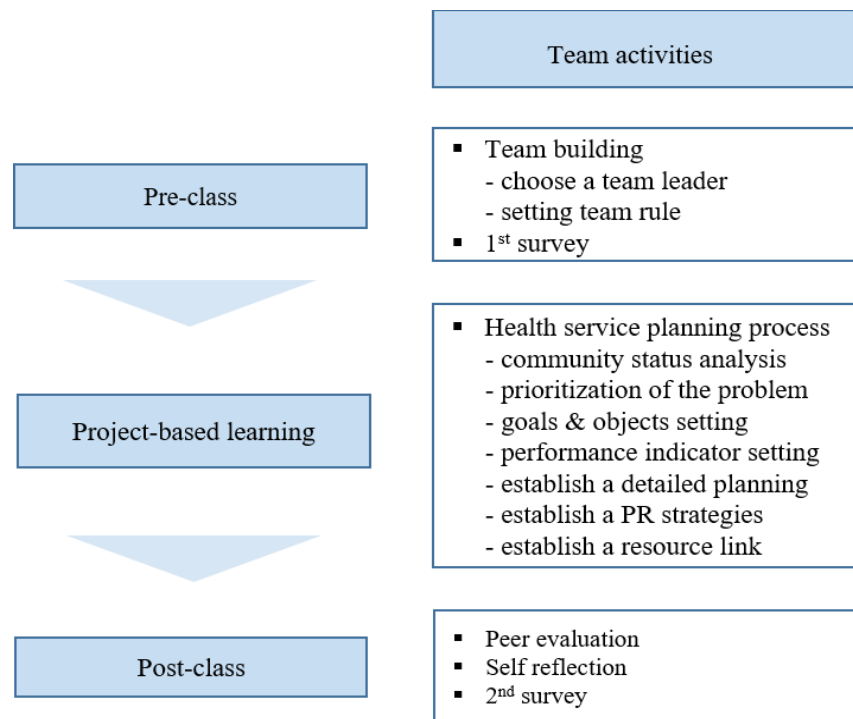 Team activities
Pre-class
▪ Team building
- choose a team leader
- setting team rule
▪ 1st survey
Project-based learning
▪ Health service planning process
- community status analysis
- prioritization of the problem
- goals & objects setting
- performance indicator setting
- establish a detailed planning
- establish a PR strategies
- establish a resource link
Post-class
▪ Peer evaluation
▪ Self reflection
▪ 2nd survey